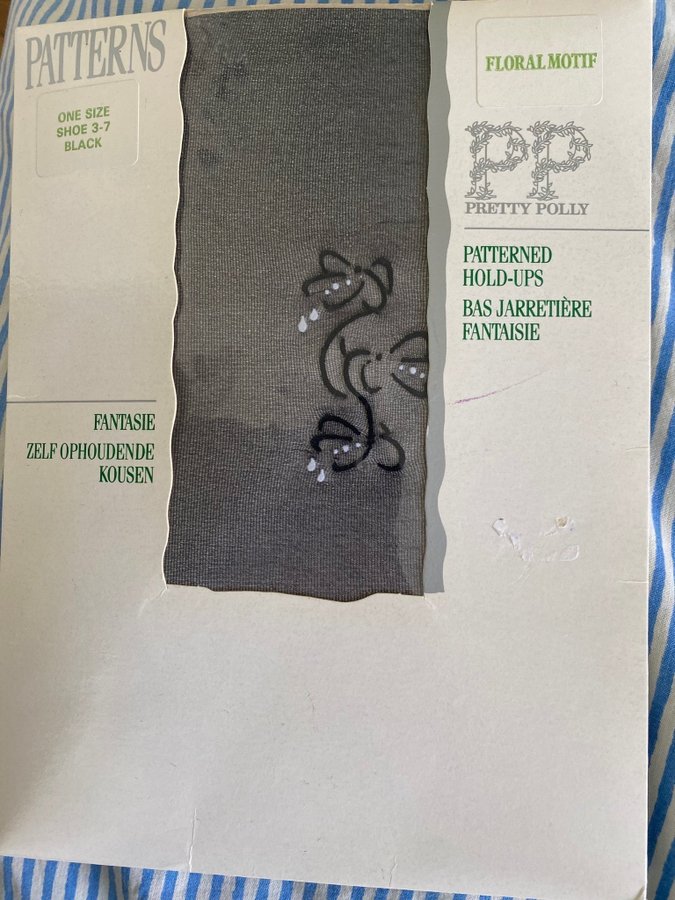 PATTERNS
ONE SIZE
SHOE 3-7
BLACK
FANTASIE
ZELF OPHOUDENDE
KOUSEN
FLORAL MOTIF
PP
PRETTY POLLY
PATTERNED
HOLD-UPS
BAS JARRETIÈRE
FANTAISIE